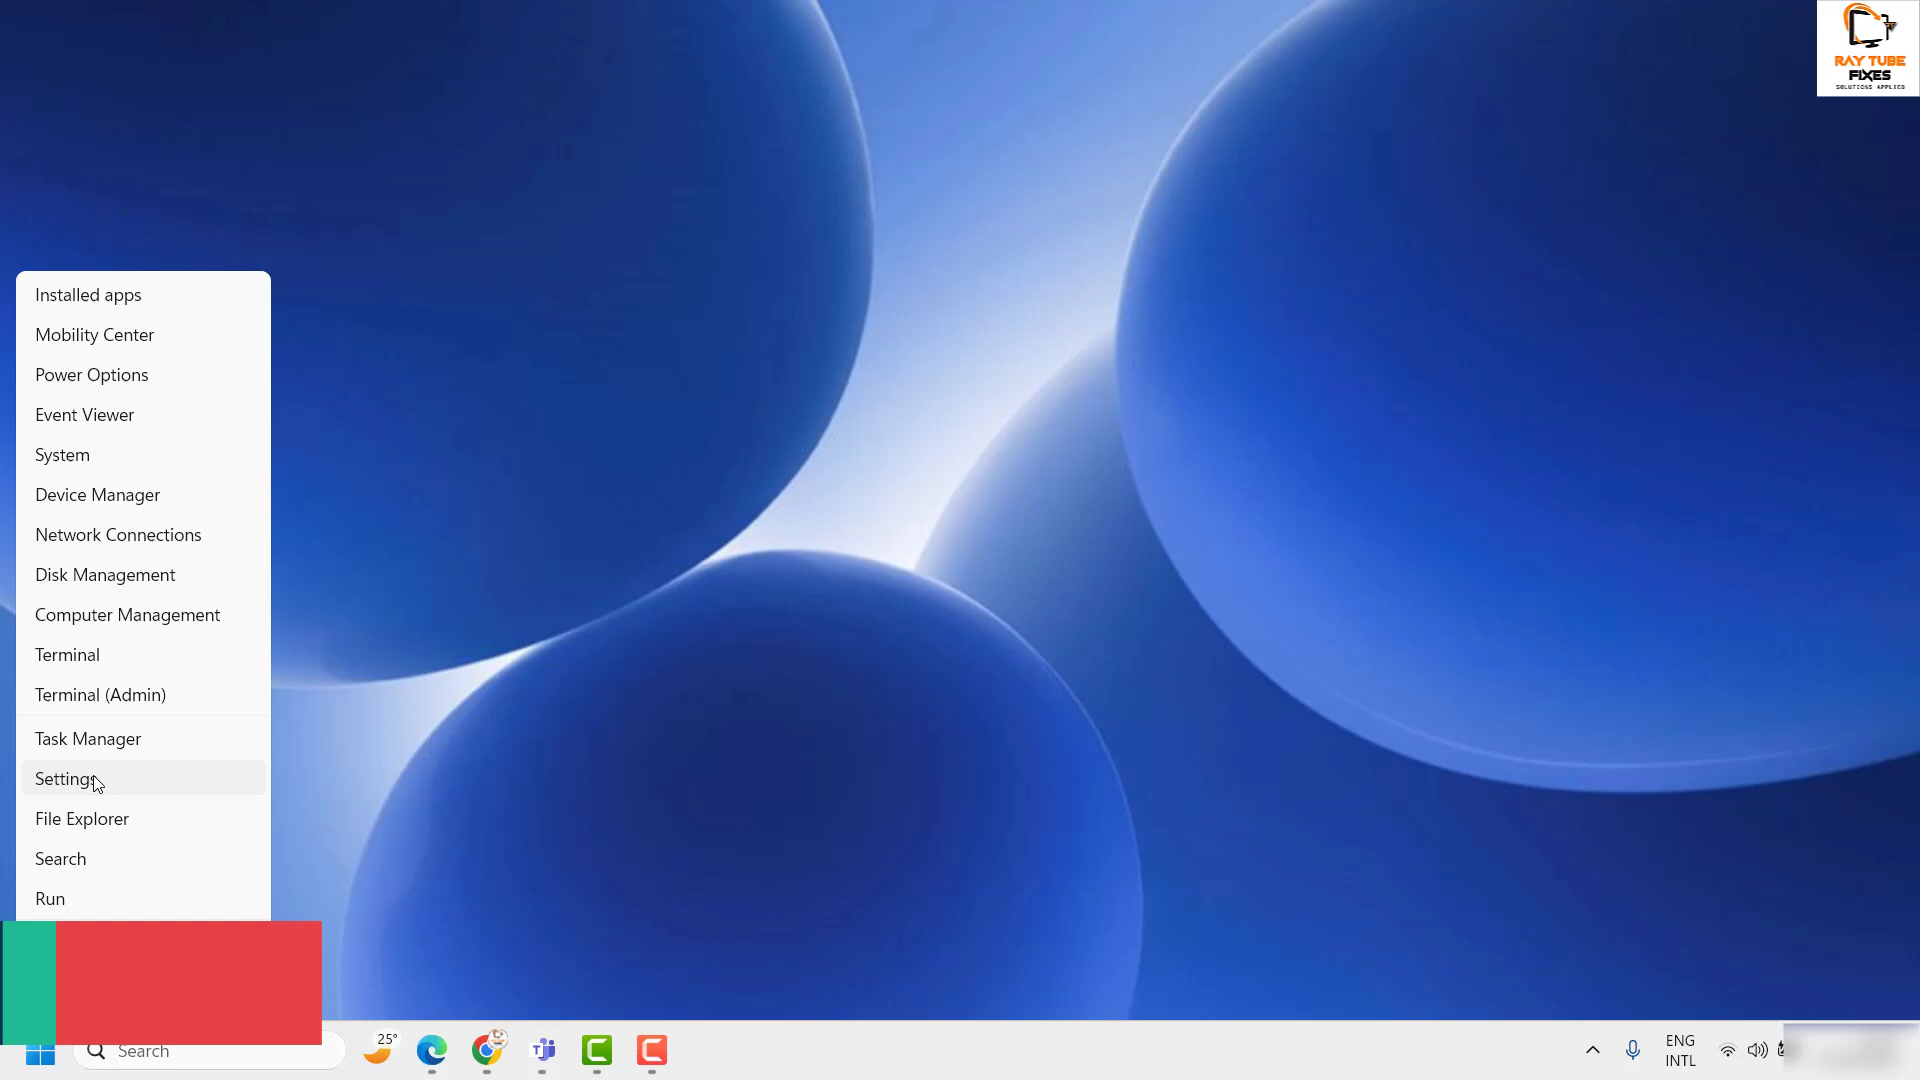 RAY TUBE
FIXES
SOLUTIONS APPLIED
Installed apps
Mobility Center
Power Options
Event Viewer
System
Device Manager
Network Connections
Disk Management
Computer Management
Terminal
Terminal (Admin)
Task Manager
Settings
File Explorer
Search
Run
Search
25°
ENG
INTL